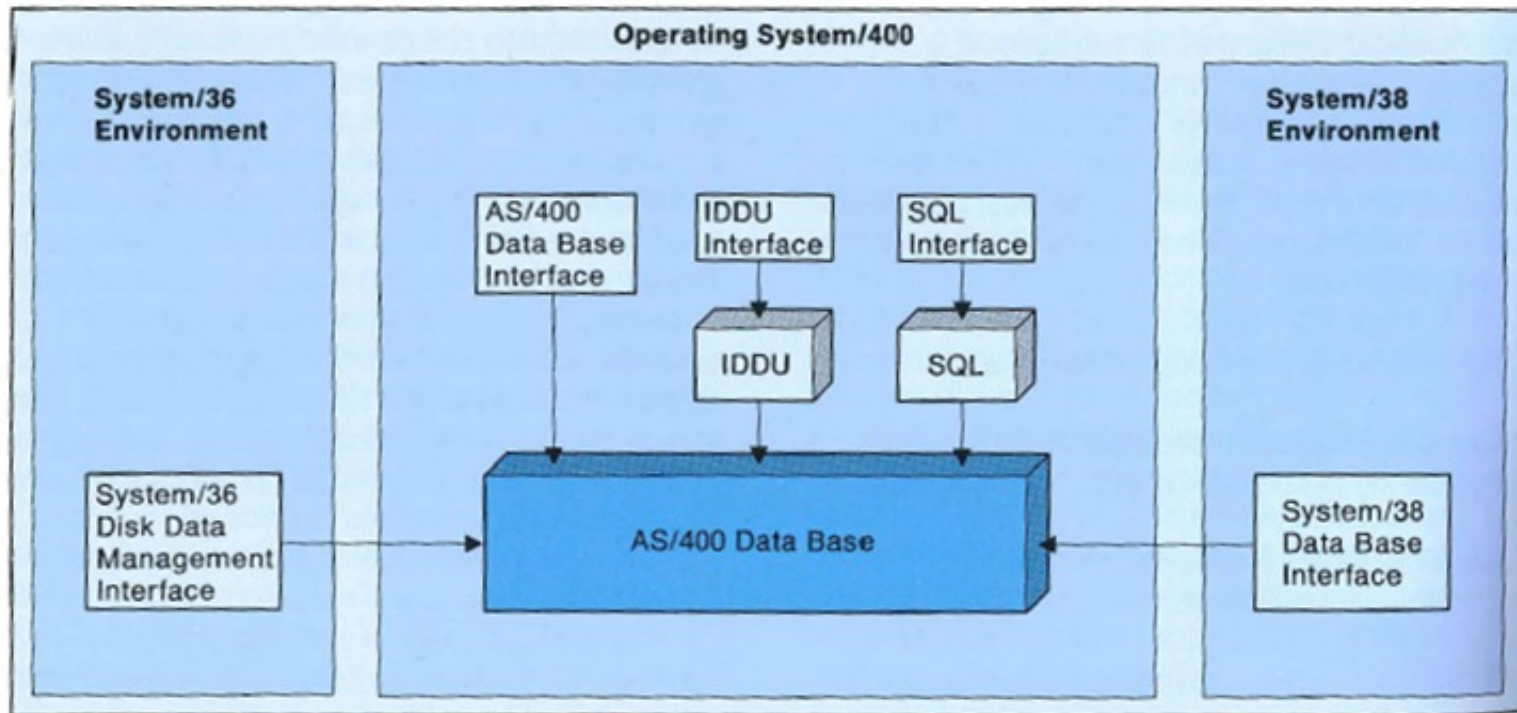 Operating System/400
System/36
Environment
System/38
Environment
AS/400
Data Base
Interface
IDDU
Interface
SQL
Interface
IDDU
SQL
System/36
Disk Data
Management
Interface
AS/400 Data Base
System/38
Data Base
Interface